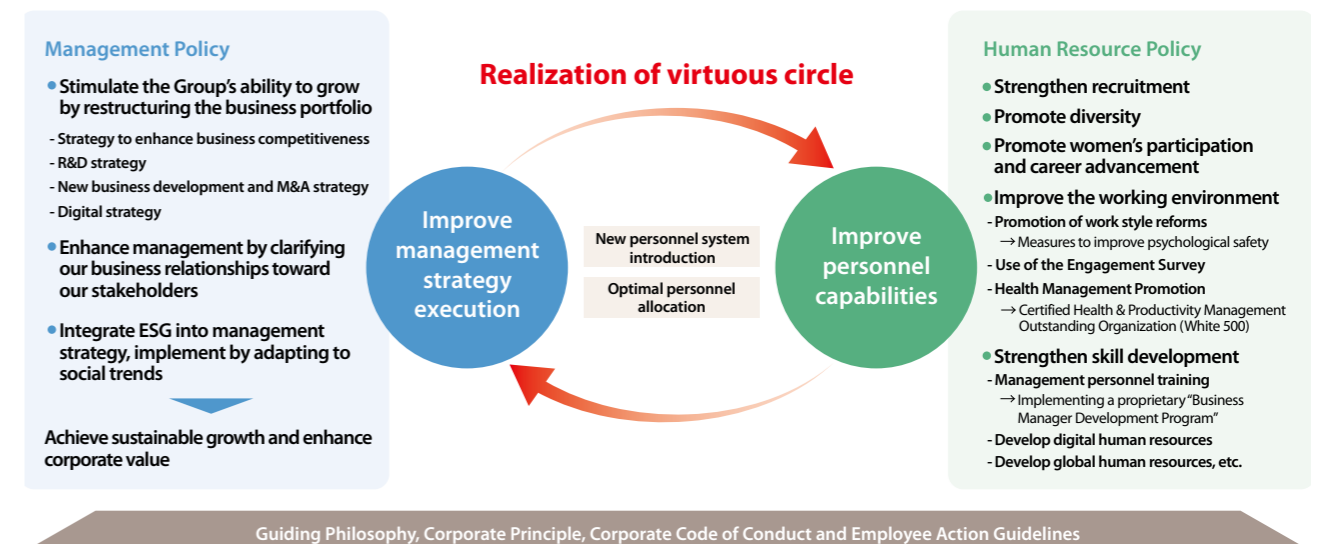 Management Policy
• Stimulate the Group's ability to grow
by restructuring the business portfolio
- Strategy to enhance business competitiveness
- R&D strategy
- New business development and M&A strategy
- Digital strategy
• Enhance management by clarifying
our business relationships toward
our stakeholders
• Integrate ESG into management
strategy, implement by adapting to
social trends
Achieve sustainable growth and enhance
corporate value
Realization of virtuous circle
Improve
management
strategy
execution
New personnel system
introduction
Optimal personnel
allocation
Improve
personnel
capabilities
Human Resource Policy
• Strengthen recruitment
• Promote diversity
• Promote women's participation
and career advancement
• Improve the working environment
- Promotion of work style reforms
→ Measures to improve psychological safety
- Use of the Engagement Survey
- Health Management Promotion
→ Certified Health & Productivity Management
Outstanding Organization (White 500)
• Strengthen skill development
- Management personnel training
→ Implementing a proprietary "Business
Manager Development Program"
- Develop digital human resources
- Develop global human resources, etc.
Guiding Philosophy, Corporate Principle, Corporate Code of Conduct and Employee Action Guidelines